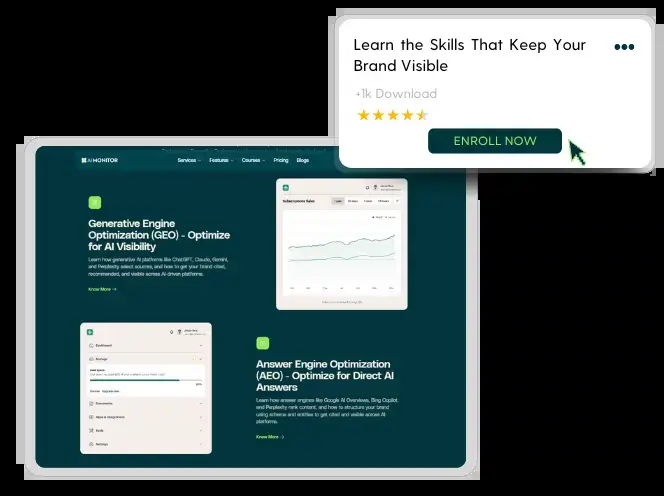 Learn the Skills That Keep Your
Brand Visible
+1k Download
ENROLL NOW
AI MONITOR
Services
Features
Courses
Pricing
Blogs
Generative Engine
Optimization (GEO) - Optimize
for AI Visibility
Learn how generative AI platforms like ChatGPT, Claude, Gemini,
and Perplexity select sources, and how to get your brand cited,
recommended, and visible across AI driven platforms.
Know More →
Subscriptions Sales
Dashboard
Answer Engine Optimization
(AEO) - Optimize for Direct AI
Answers
Learn how answer engines like Google AI Overviews, Bing Copilot,
and Perplexity rank content, and how to structure your brand
using schema and entities to get cited and visible across AI
platforms.
Know More →